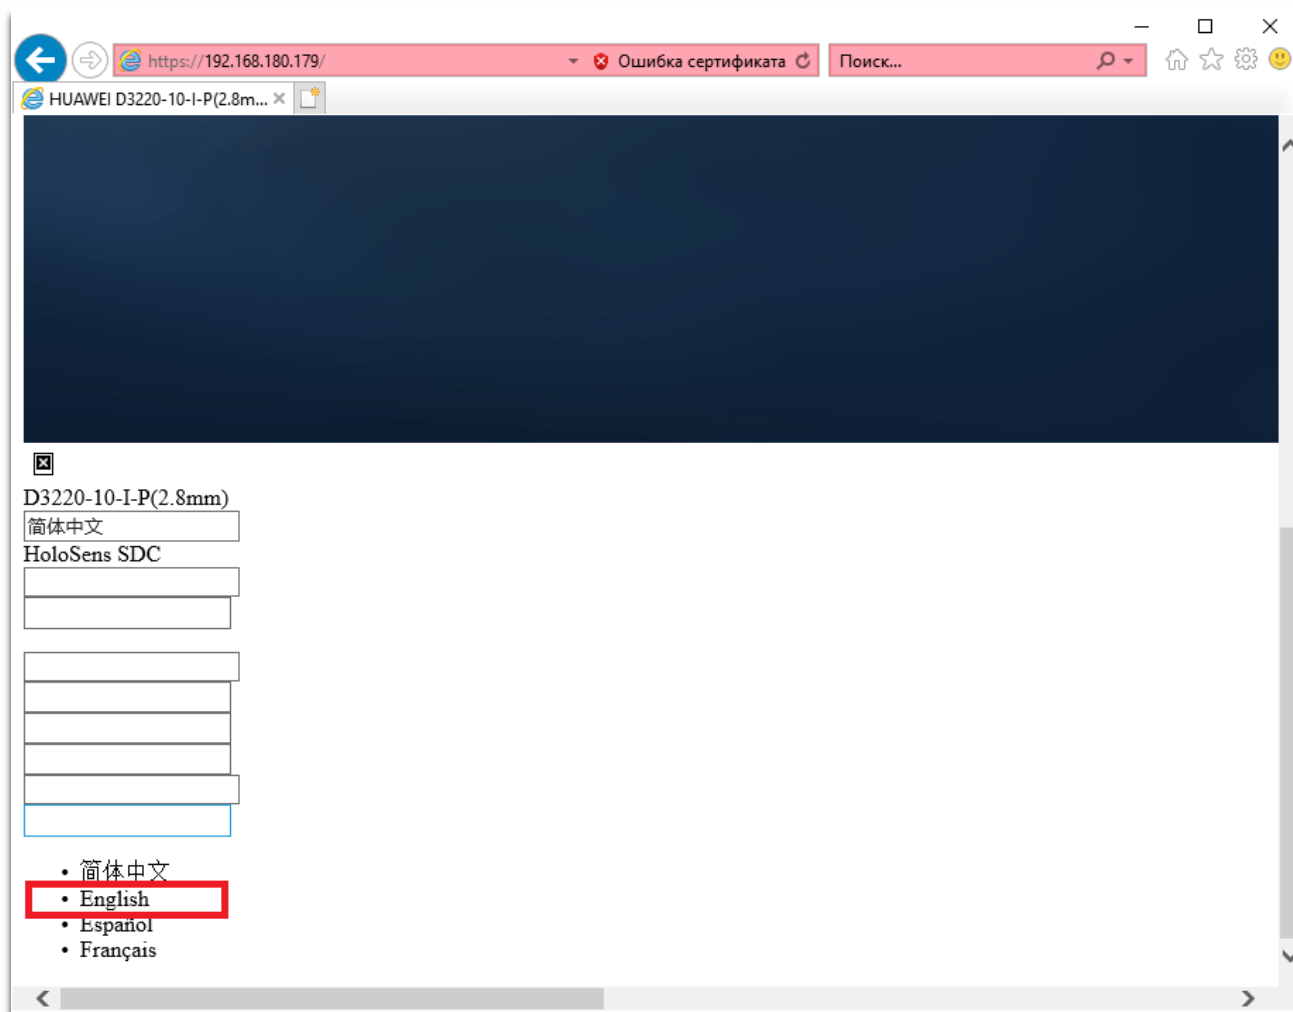 https://192.168.180.179/
Ошибка сертификата
Поиск...
HUAWEI D3220-10-I-P(2.8m...
D3220-10-I-P(2.8mm)
简体中文
HoloSens SDC
简体中文
English
Español
Français